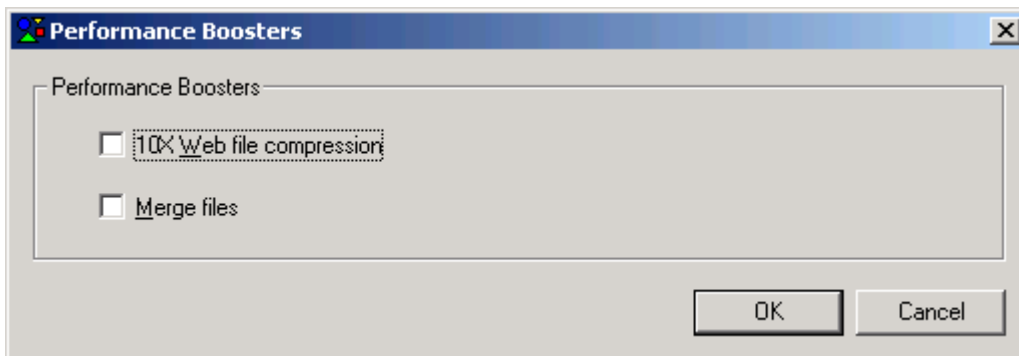 Performance Boosters
Performance Boosters
10X Web file compression
Merge files
OK
Cancel